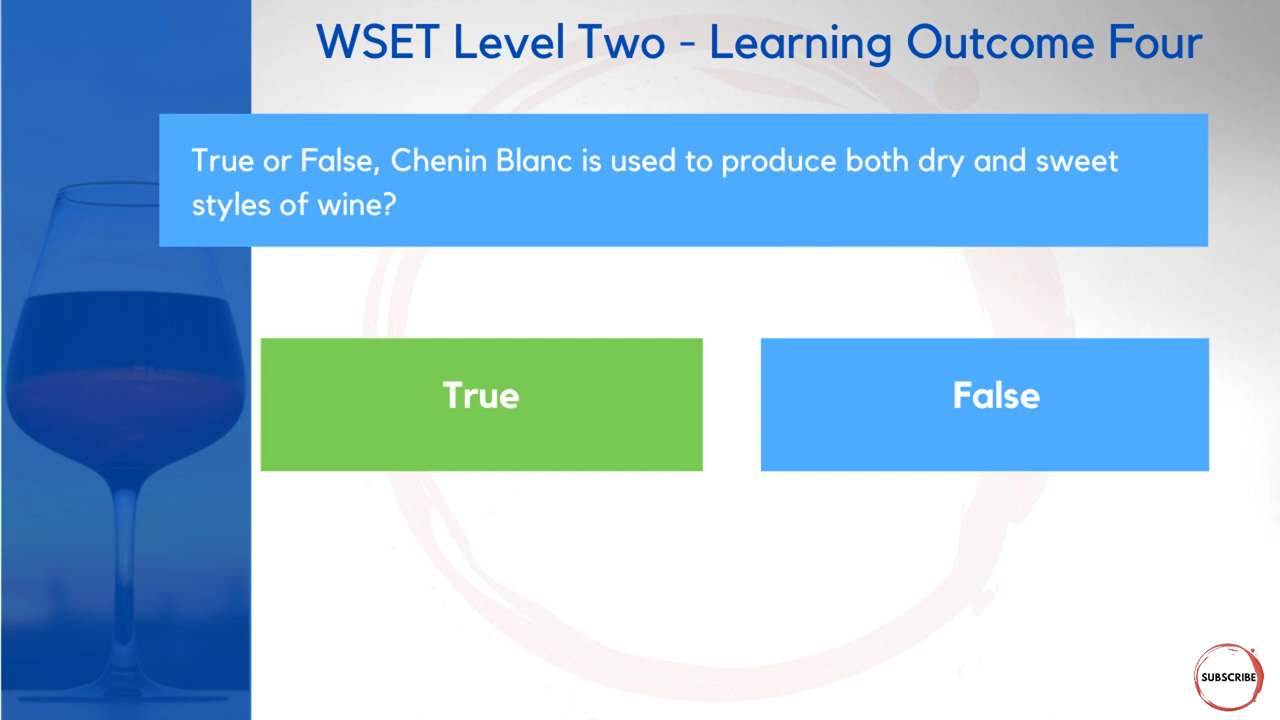 WSET Level Two - Learning Outcome Four
True or False, Chenin Blanc is used to produce both dry and sweet
styles of wine?
True
False
SUBSCRIBE